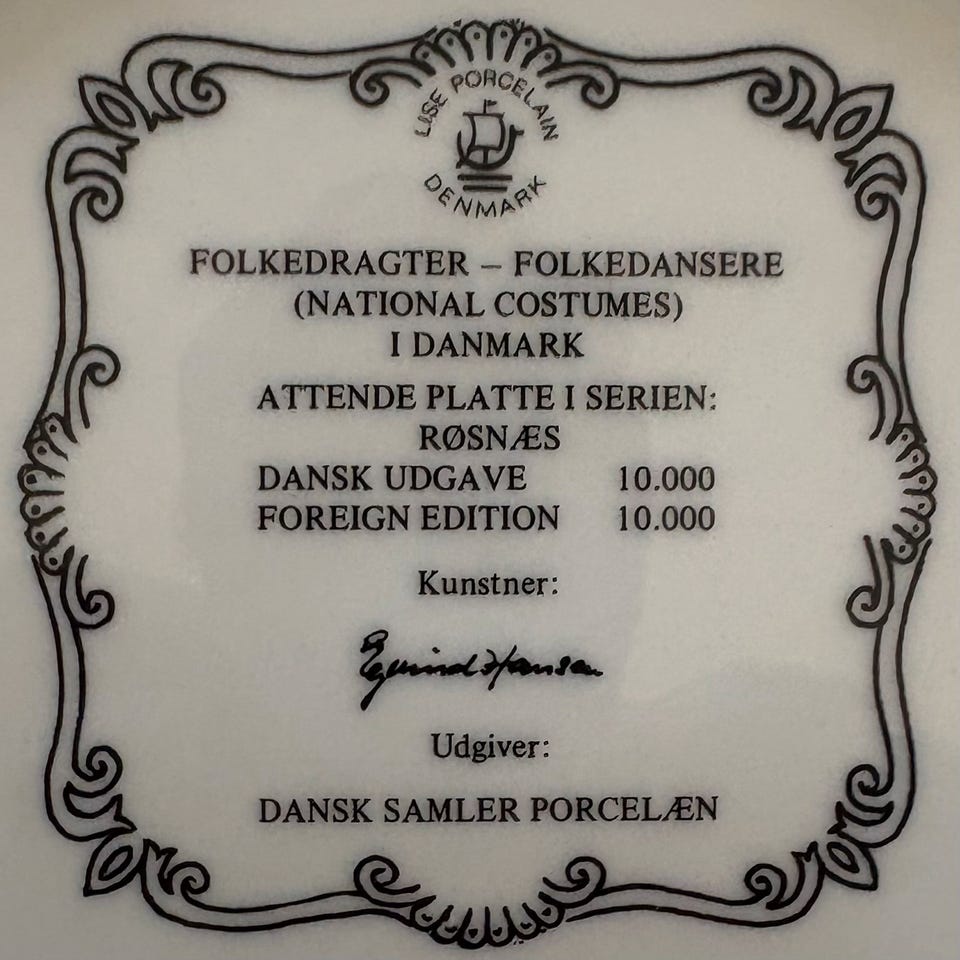 LISE PORCELAIN
DENMARK
FOLKEDRAGTER – FOLKEDANSERE
(NATIONAL COSTUMES)
I DANMARK
ATTENDE PLATTE I SERIEN:
RØSNÆS
DANSK UDGAVE 10.000
FOREIGN EDITION 10.000
Kunstner:
Eyvind Hansen
Udgiver:
DANSK SAMLER PORCELÆN